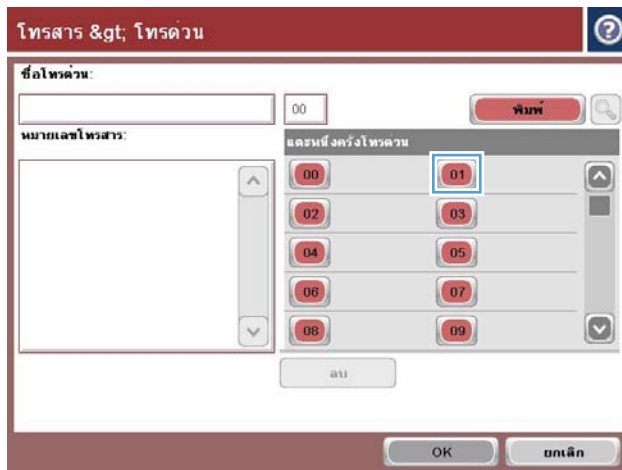 โทรสาร &gt; โทรด่วน
ชื่อโทรด่วน:
00
พิมพ์
หมายเลขโทรสาร:
แตะหนึ่งครั้งโทรด่วน
00 01
02 03
04 05
06 07
08 09
ลบ
OK ยกเลิก